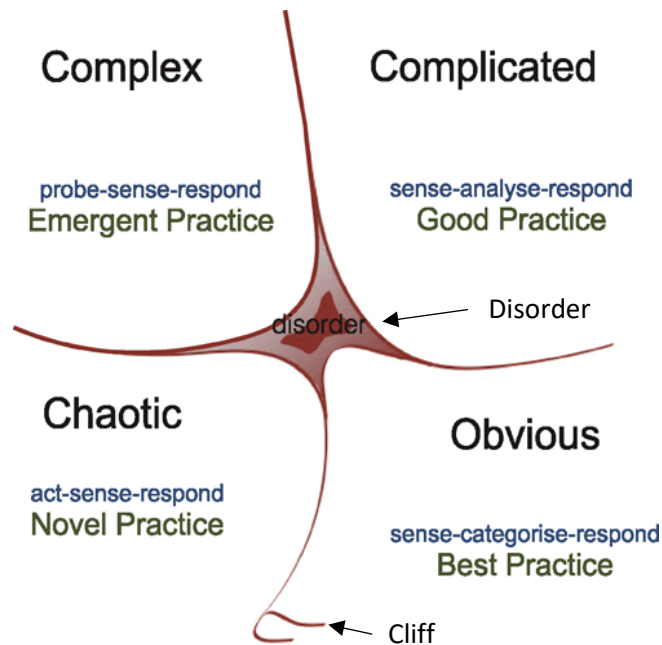 Complex
probe-sense-respond
Emergent Practice
Complicated
sense-analyse-respond
Good Practice
disorder
Disorder
Chaotic
act-sense-respond
Novel Practice
Obvious
sense-categorise-respond
Best Practice
Cliff